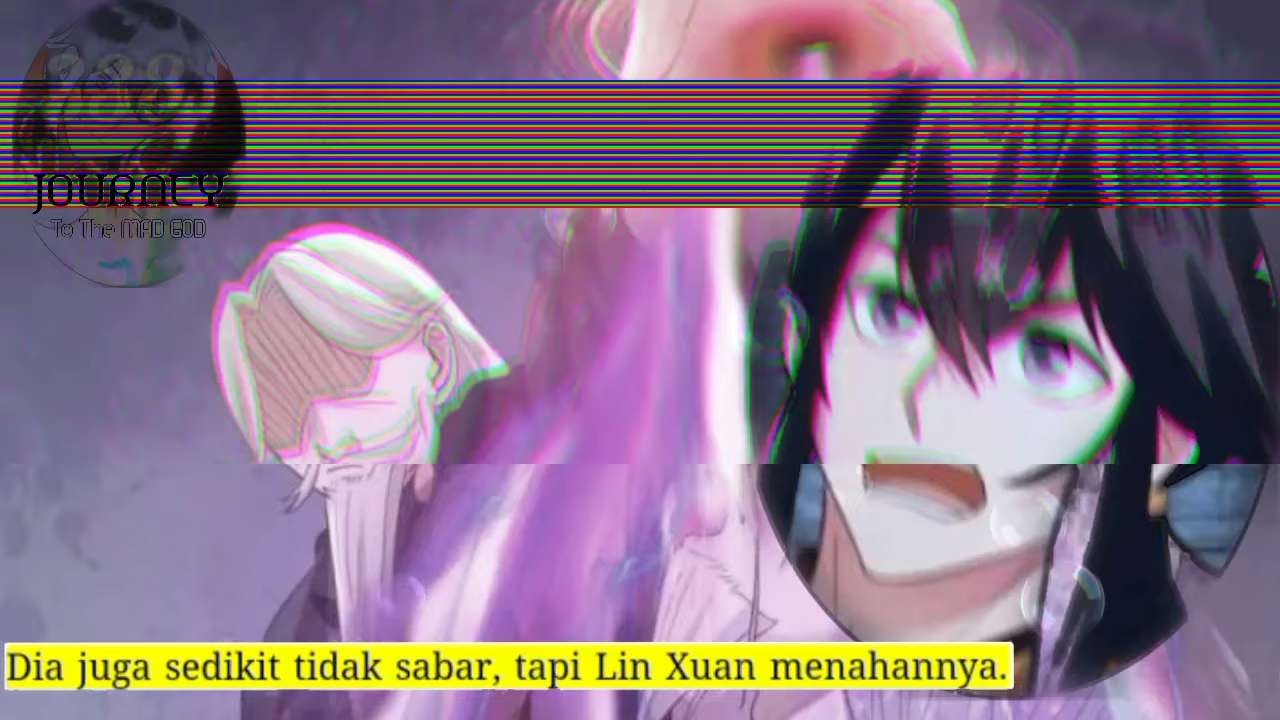 JOURNEY
To The MAD GOD
Dia juga sedikit tidak sabar, tapi Lin Xuan menahannya.